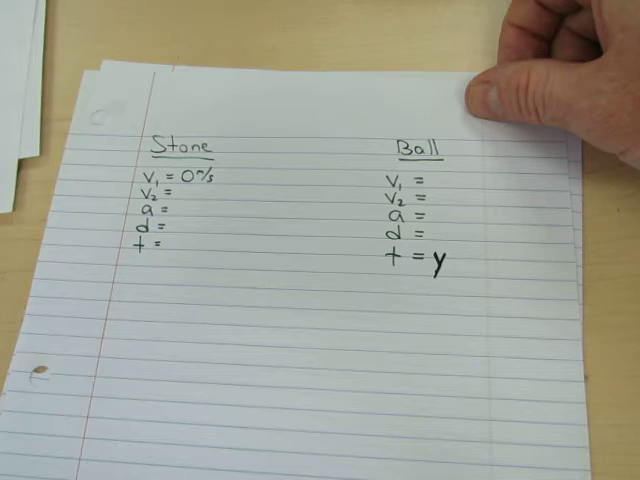 Stone
v₁ = 0 m/s
v₂ =
a =
d =
t =
Ball
v₁ =
v₂ =
a =
d =
t = y